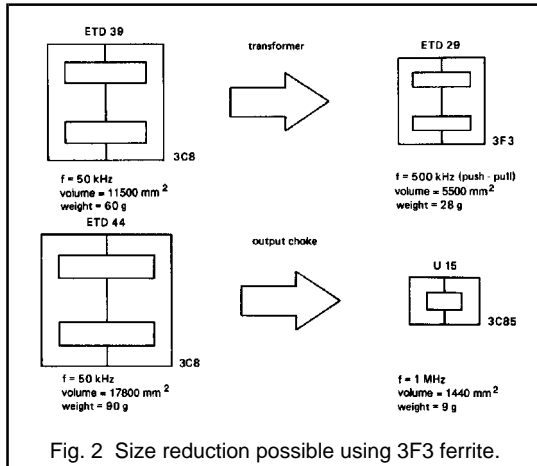 ETD 39
transformer
ETD 29
3C8
3F3
f = 50 kHz
volume = 11500 mm²
weight = 60 g
f = 500 kHz (push - pull)
volume = 5500 mm²
weight = 28 g
ETD 44
output choke
U 15
3C85
3C8
f = 50 kHz
volume = 17800 mm²
weight = 90 g
f = 1 MHz
volume = 1440 mm²
weight = 9 g
Fig. 2 Size reduction possible using 3F3 ferrite.